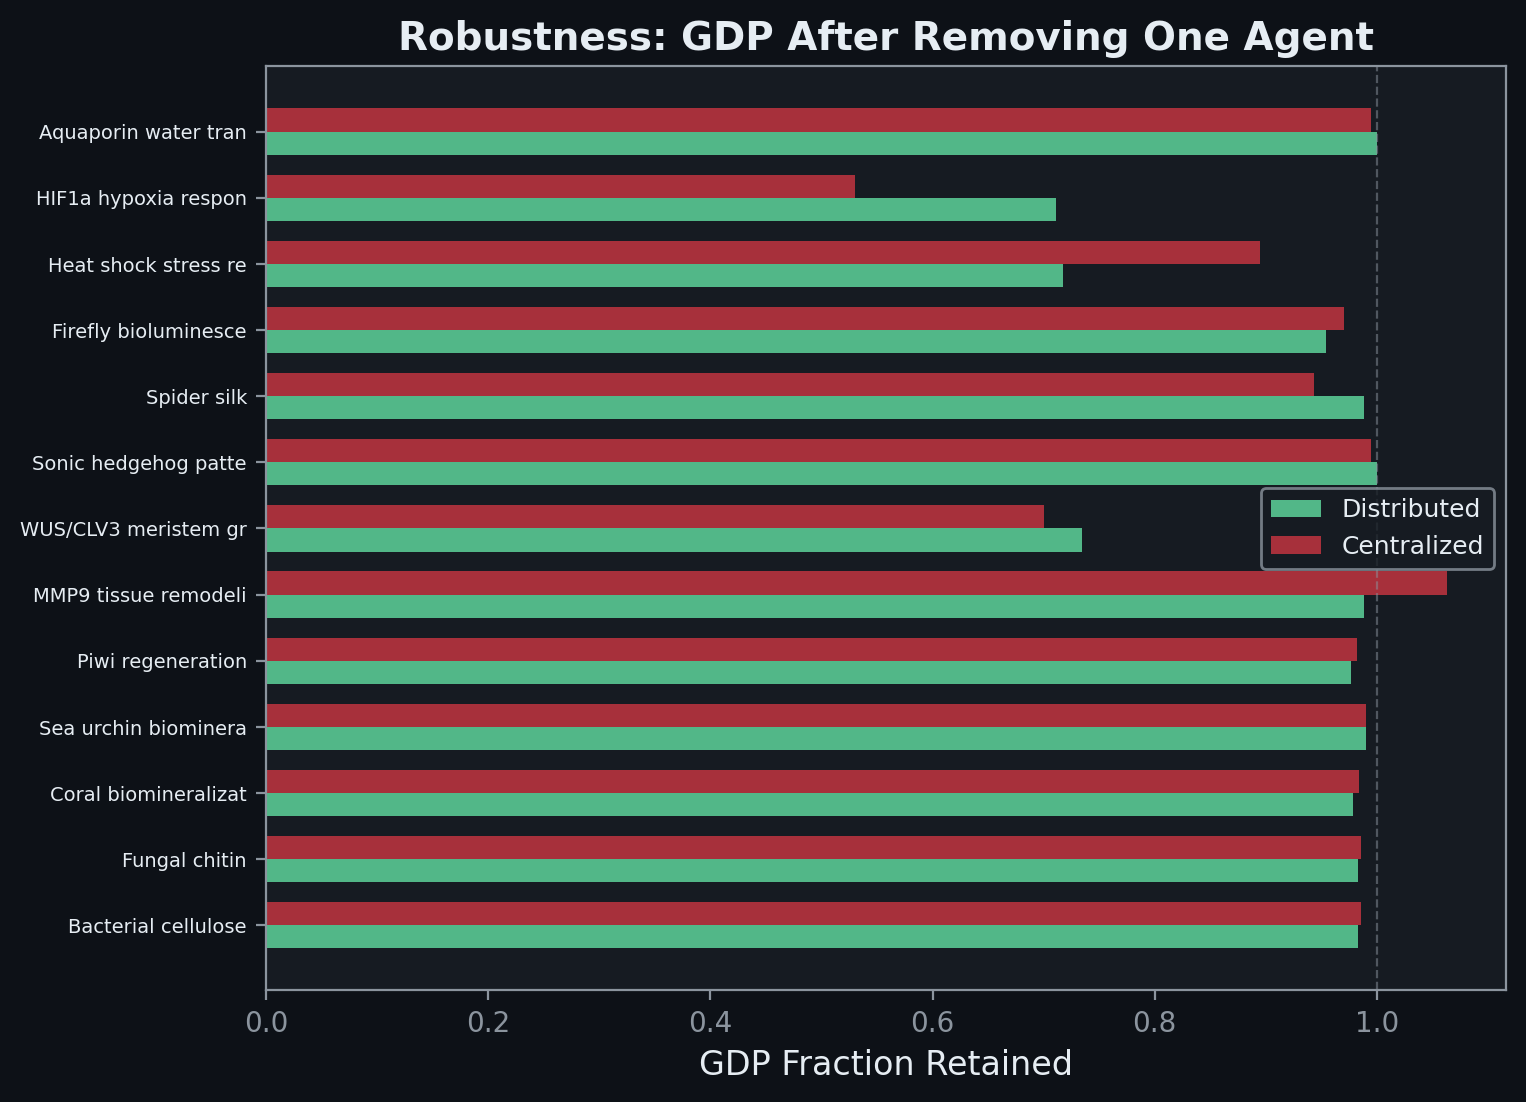 Robustness: GDP After Removing One Agent
Aquaporin water tran
HIF1a hypoxia respon
Heat shock stress re
Firefly bioluminesce
Spider silk
Sonic hedgehog patte
WUS/CLV3 meristem gr
MMP9 tissue remodeli
Piwi regeneration
Sea urchin biominera
Coral biomineralizat
Fungal chitin
Bacterial cellulose
Distributed
Centralized
0.0 0.2 0.4 0.6 0.8 1.0
GDP Fraction Retained